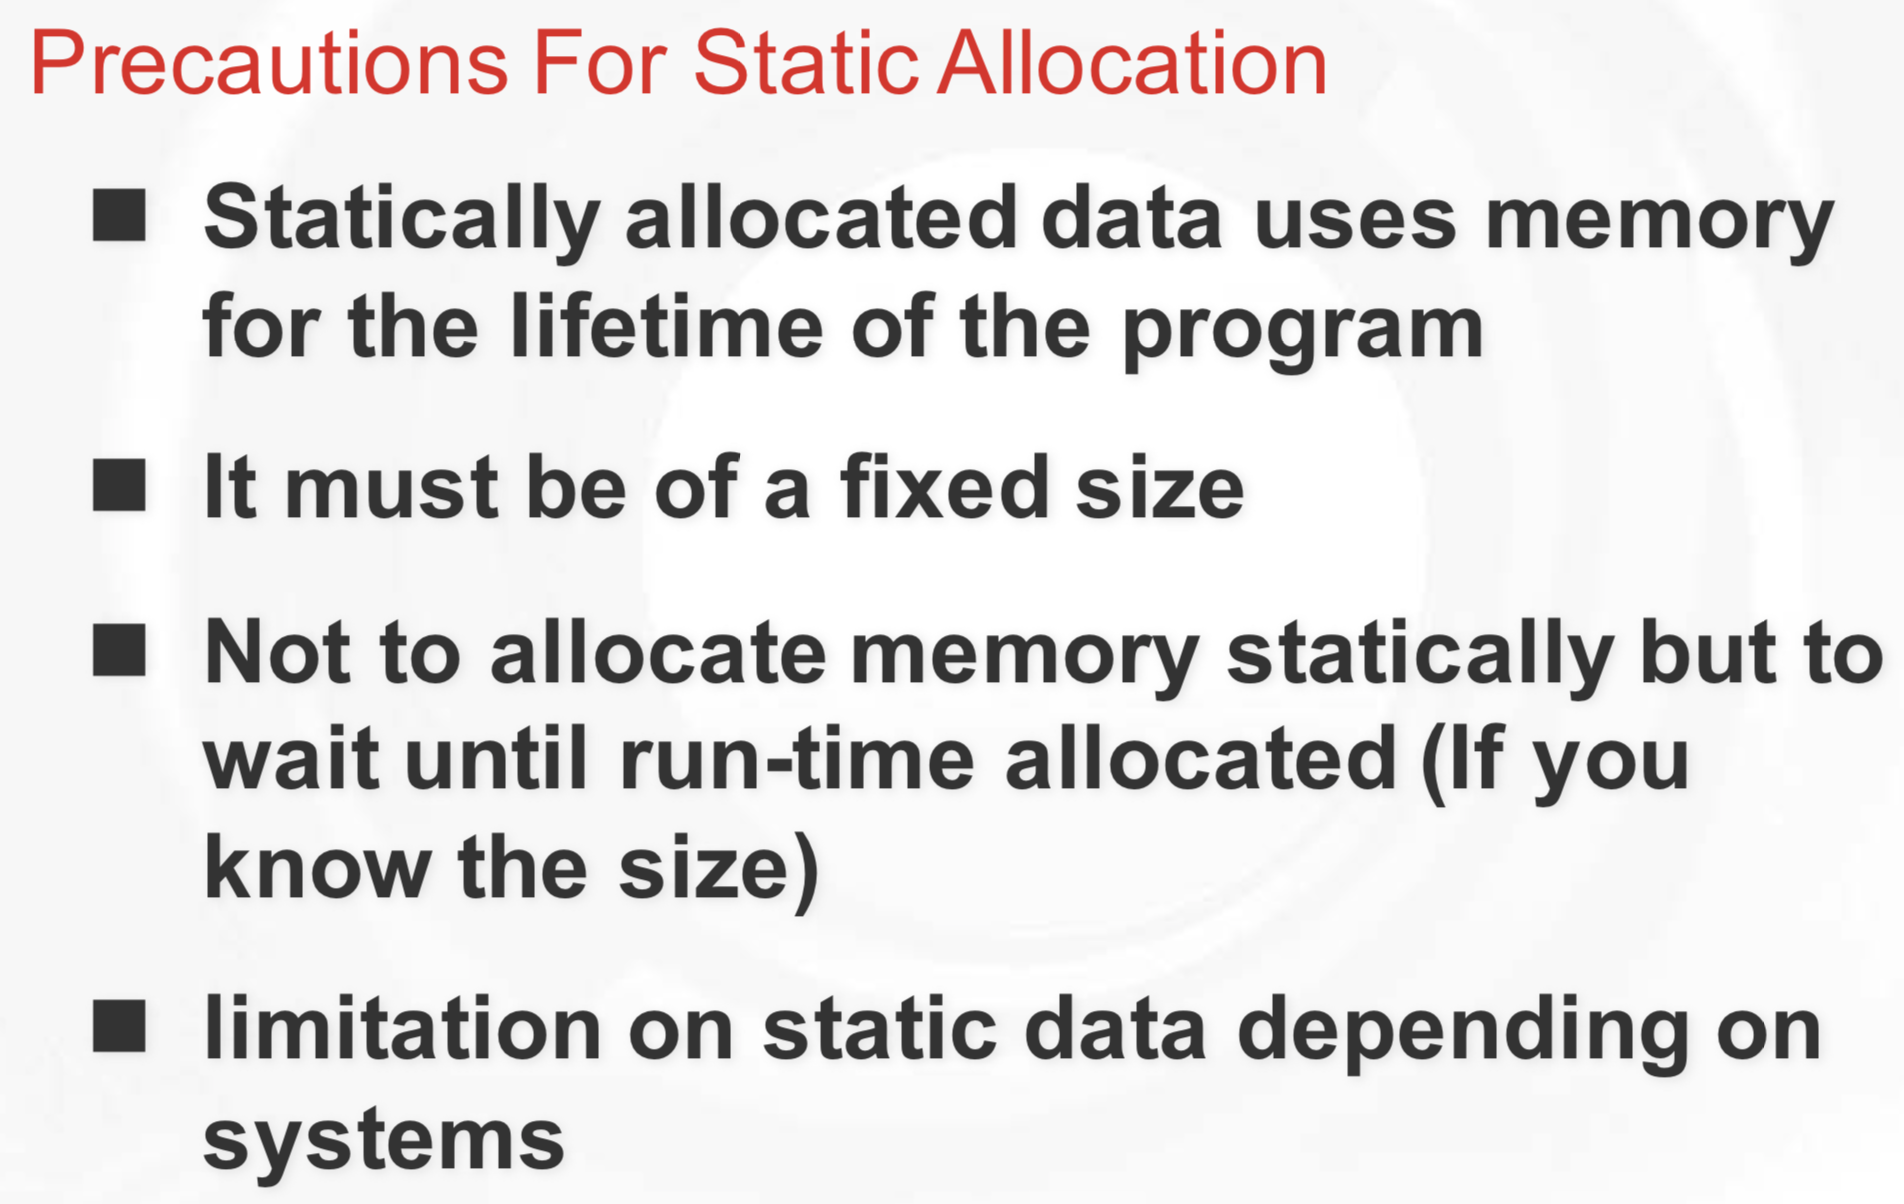 Precautions For Static Allocation
■ Statically allocated data uses memory
for the lifetime of the program
■ It must be of a fixed size
■ Not to allocate memory statically but to
wait until run-time allocated (If you
know the size)
■ limitation on static data depending on
systems